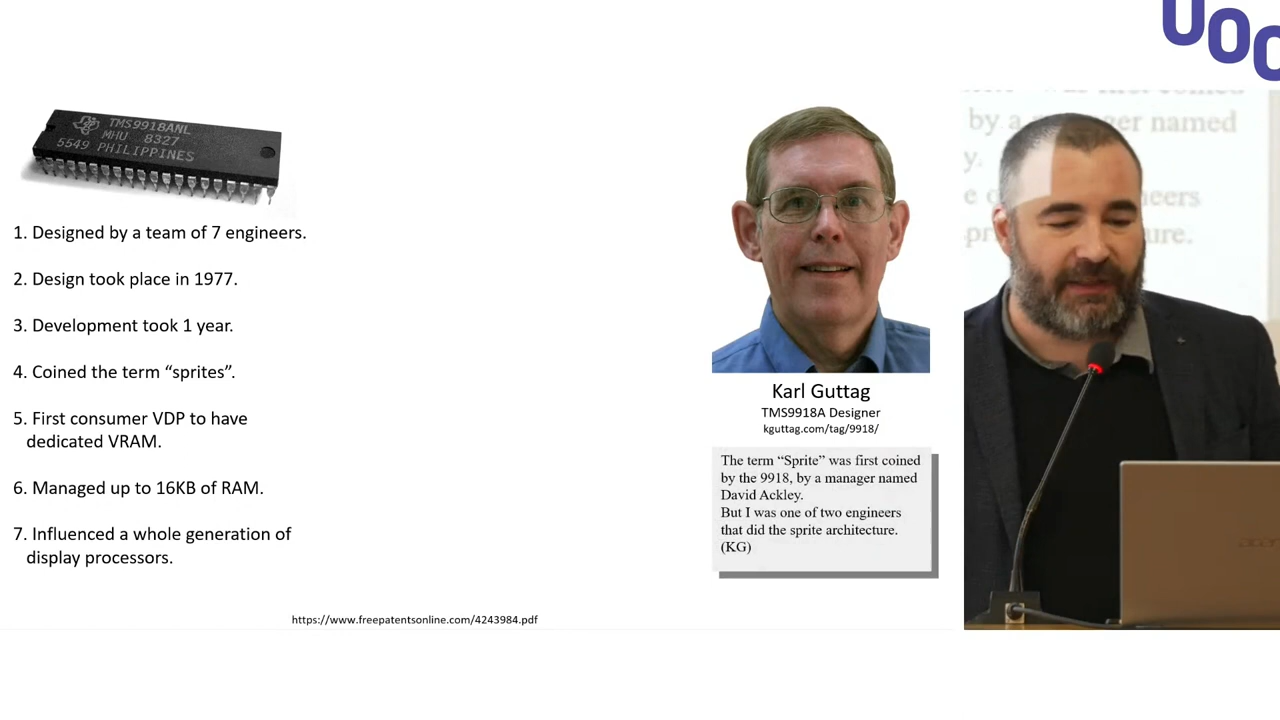 UOC
TMS9918ANL
MHU 8327
5549 PHILIPPINES
1. Designed by a team of 7 engineers.
2. Design took place in 1977.
3. Development took 1 year.
4. Coined the term “sprites”.
5. First consumer VDP to have
dedicated VRAM.
6. Managed up to 16KB of RAM.
7. Influenced a whole generation of
display processors.
https://www.freepatentsonline.com/4243984.pdf
Karl Guttag
TMS9918A Designer
kguttag.com/tag/9918/
The term “Sprite” was first coined
by the 9918, by a manager named
David Ackley.
But I was one of two engineers
that did the sprite architecture.
(KG)
by a manager named